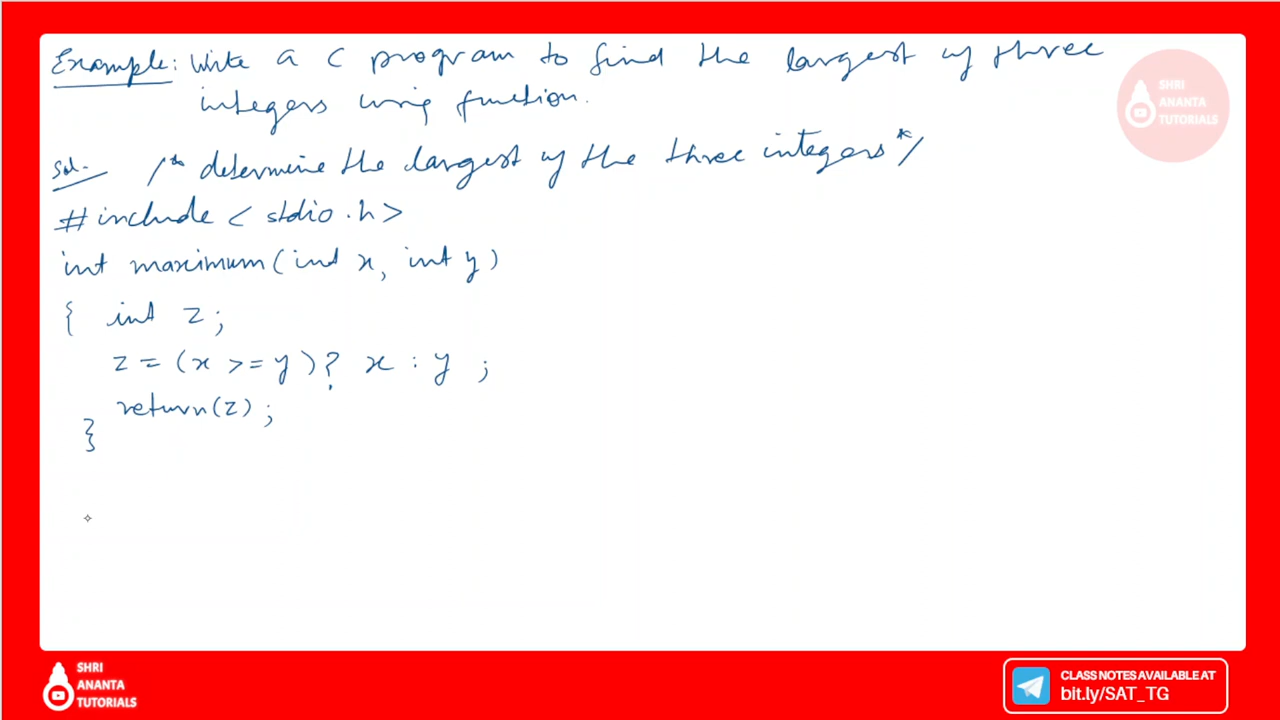 Example: Write a C program to find the largest of three
integers using function.
Sol. /* determine the largest of the three integers */
#include < stdio.h>
int maximum(int x, int y)
{ int z;
z = (x >= y)? x : y ;
return(z);
}
SHRI
ANANTA
TUTORIALS
SHRI
ANANTA
TUTORIALS
CLASS NOTES AVAILABLE AT
bit.ly/SAT_TG